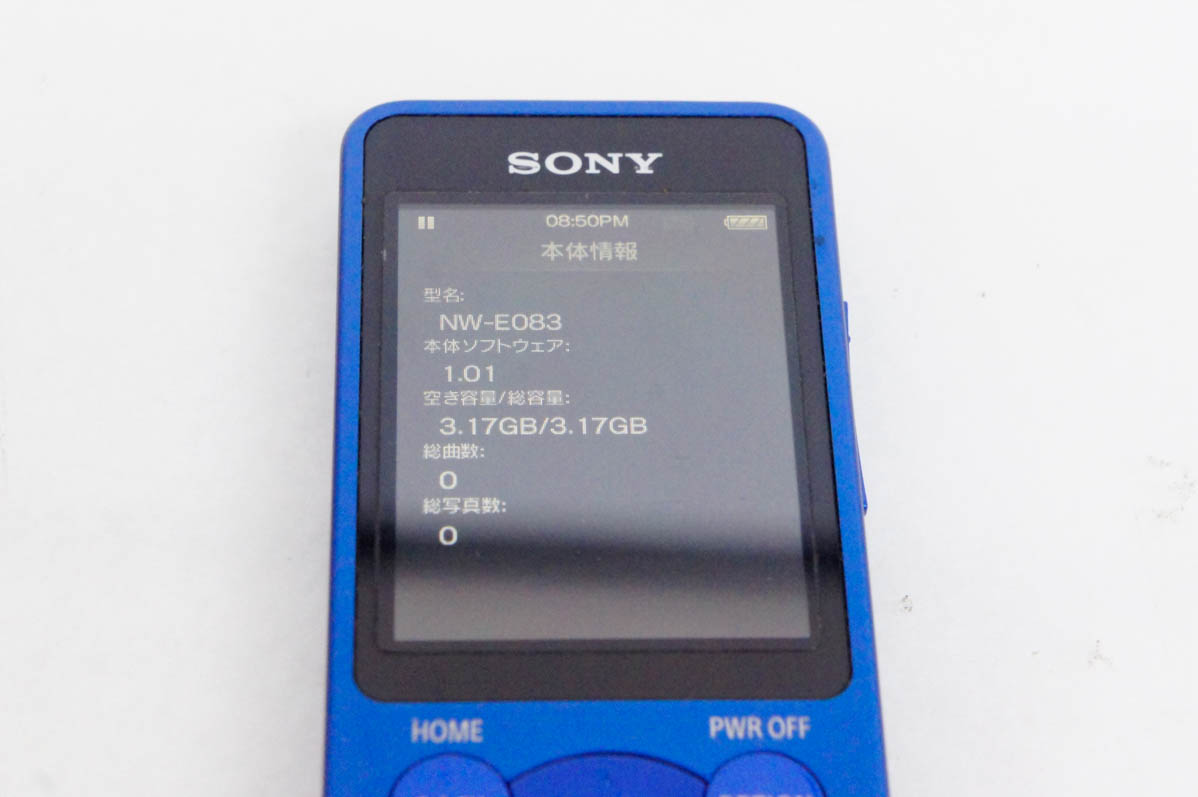 SONY
08:50PM
本体情報
型名:
NW-E083
本体ソフトウェア:
1.01
空き容量/総容量:
3.17GB/3.17GB
総曲数:
0
総写真数:
0
HOME PWR OFF